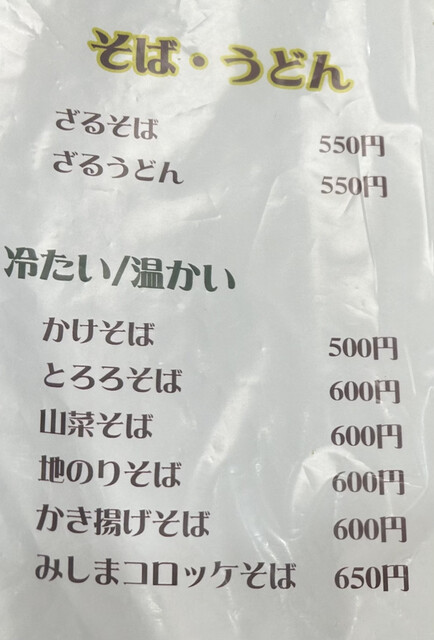 そば・うどん
ざるそば 550円
ざるうどん 550円
冷たい/温かい
かけそば 500円
とろろそば 600円
山菜そば 600円
地のりそば 600円
かき揚げそば 600円
みしまコロッケそば 650円